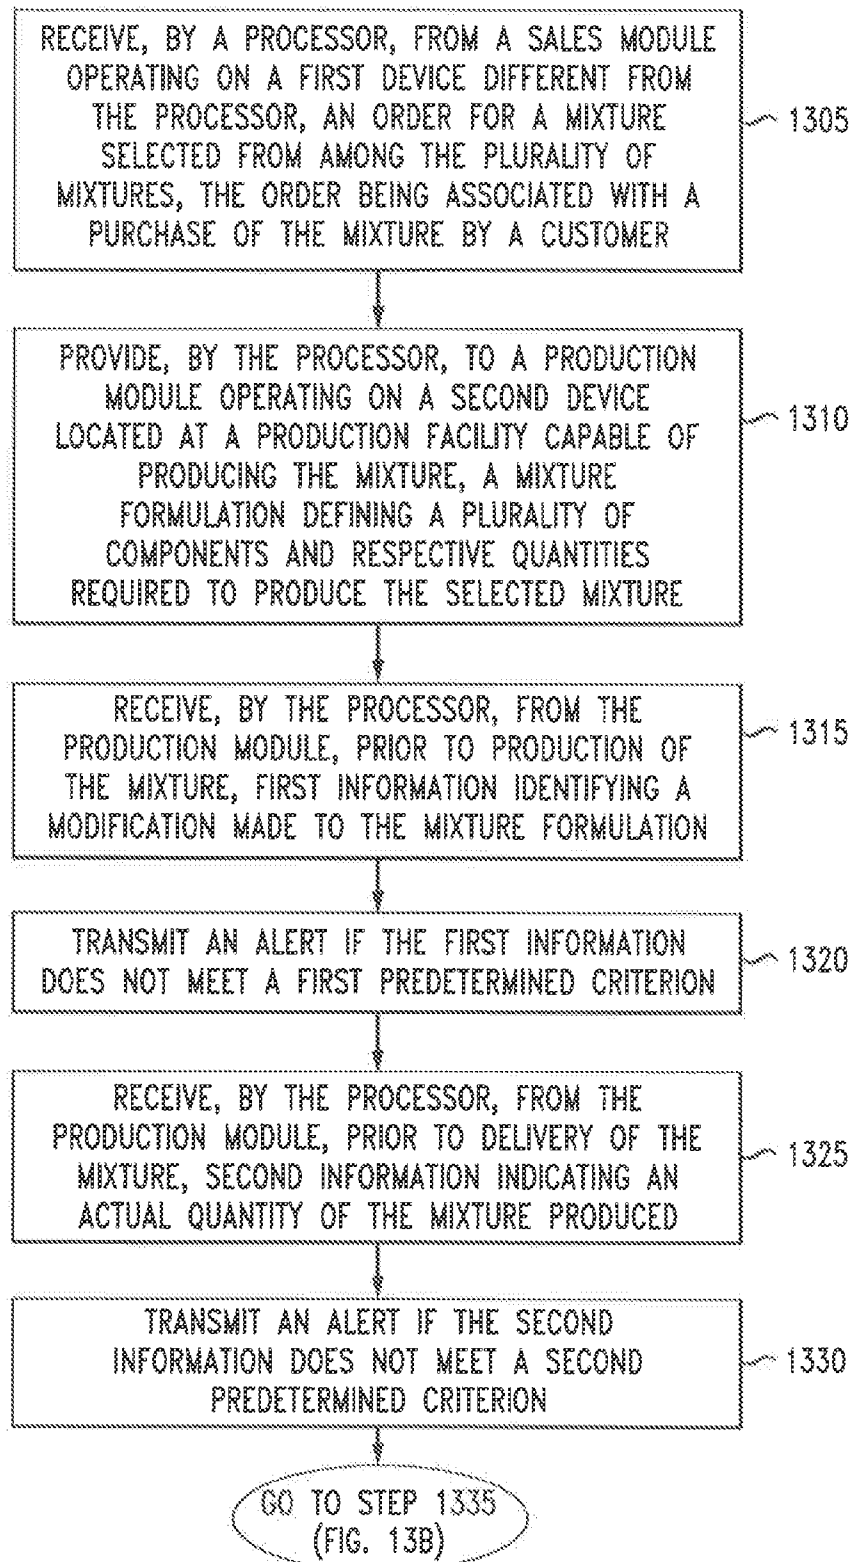 RECEIVE, BY A PROCESSOR, FROM A SALES MODULE
OPERATING ON A FIRST DEVICE DIFFERENT FROM
THE PROCESSOR, AN ORDER FOR A MIXTURE
SELECTED FROM AMONG THE PLURALITY OF
MIXTURES, THE ORDER BEING ASSOCIATED WITH A
PURCHASE OF THE MIXTURE BY A CUSTOMER
1305
PROVIDE, BY THE PROCESSOR, TO A PRODUCTION
MODULE OPERATING ON A SECOND DEVICE
LOCATED AT A PRODUCTION FACILITY CAPABLE OF
PRODUCING THE MIXTURE, A MIXTURE
FORMULATION DEFINING A PLURALITY OF
COMPONENTS AND RESPECTIVE QUANTITIES
REQUIRED TO PRODUCE THE SELECTED MIXTURE
1310
RECEIVE, BY THE PROCESSOR, FROM THE
PRODUCTION MODULE, PRIOR TO PRODUCTION OF
THE MIXTURE, FIRST INFORMATION IDENTIFYING A
MODIFICATION MADE TO THE MIXTURE FORMULATION
1315
TRANSMIT AN ALERT IF THE FIRST INFORMATION
DOES NOT MEET A FIRST PREDETERMINED CRITERION
1320
RECEIVE, BY THE PROCESSOR, FROM THE
PRODUCTION MODULE, PRIOR TO DELIVERY OF THE
MIXTURE, SECOND INFORMATION INDICATING AN
ACTUAL QUANTITY OF THE MIXTURE PRODUCED
1325
TRANSMIT AN ALERT IF THE SECOND
INFORMATION DOES NOT MEET A SECOND
PREDETERMINED CRITERION
1330
GO TO STEP 1335
(FIG. 13B)